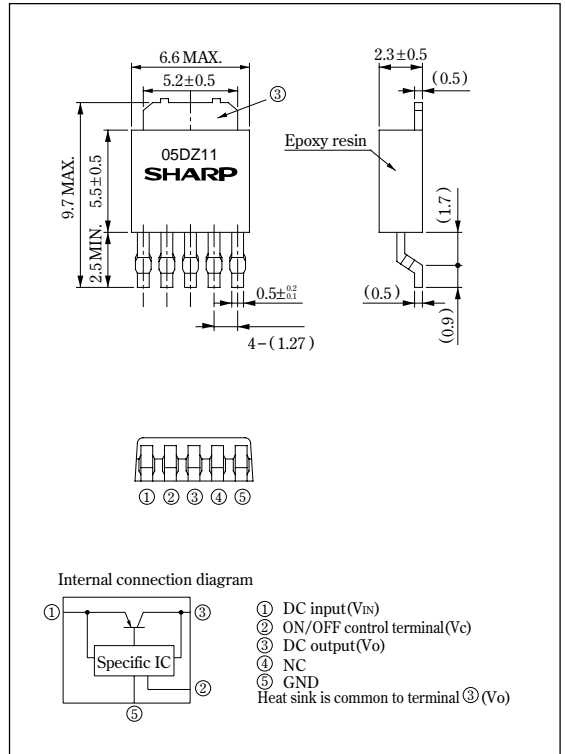 6.6 MAX.
2.3±0.5
5.2±0.5
(0.5)
③
Epoxy resin
05DZ11
SHARP
9.7 MAX.
5.5±0.5
(1.7)
2.5 MIN.
0.5±0.2 0.1
(0.5)
(0.9)
4−(1.27)
① ② ③ ④ ⑤
Internal connection diagram
①
③
Specific IC
②
⑤
① DC input(VIN)
② ON/OFF control terminal(Vc)
③ DC output(Vo)
④ NC
⑤ GND
Heat sink is common to terminal ③(Vo)